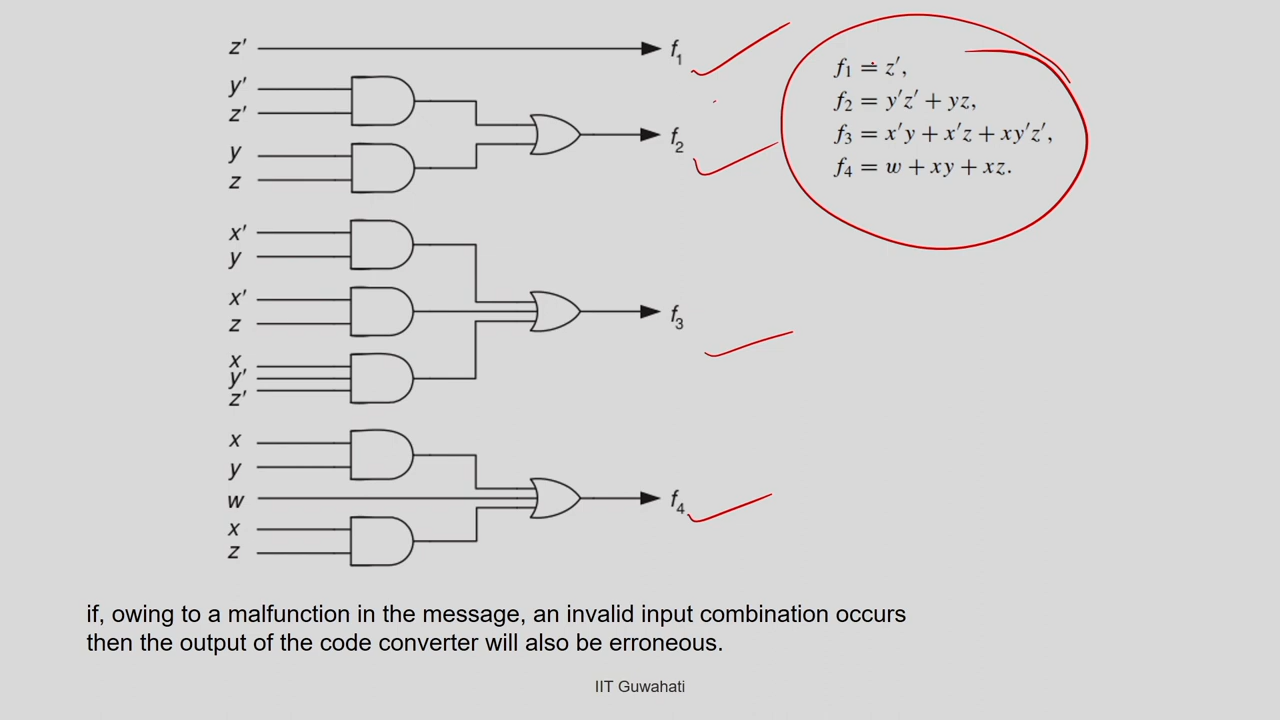 z'
f1
y'
z'
y
z
f2
x'
y
x'
z
x
y'
z'
f3
x
y
w
x
z
f4
f1 = z',
f2 = y'z' + yz,
f3 = x'y + x'z + xy'z',
f4 = w + xy + xz.
if, owing to a malfunction in the message, an invalid input combination occurs
then the output of the code converter will also be erroneous.
IIT Guwahati